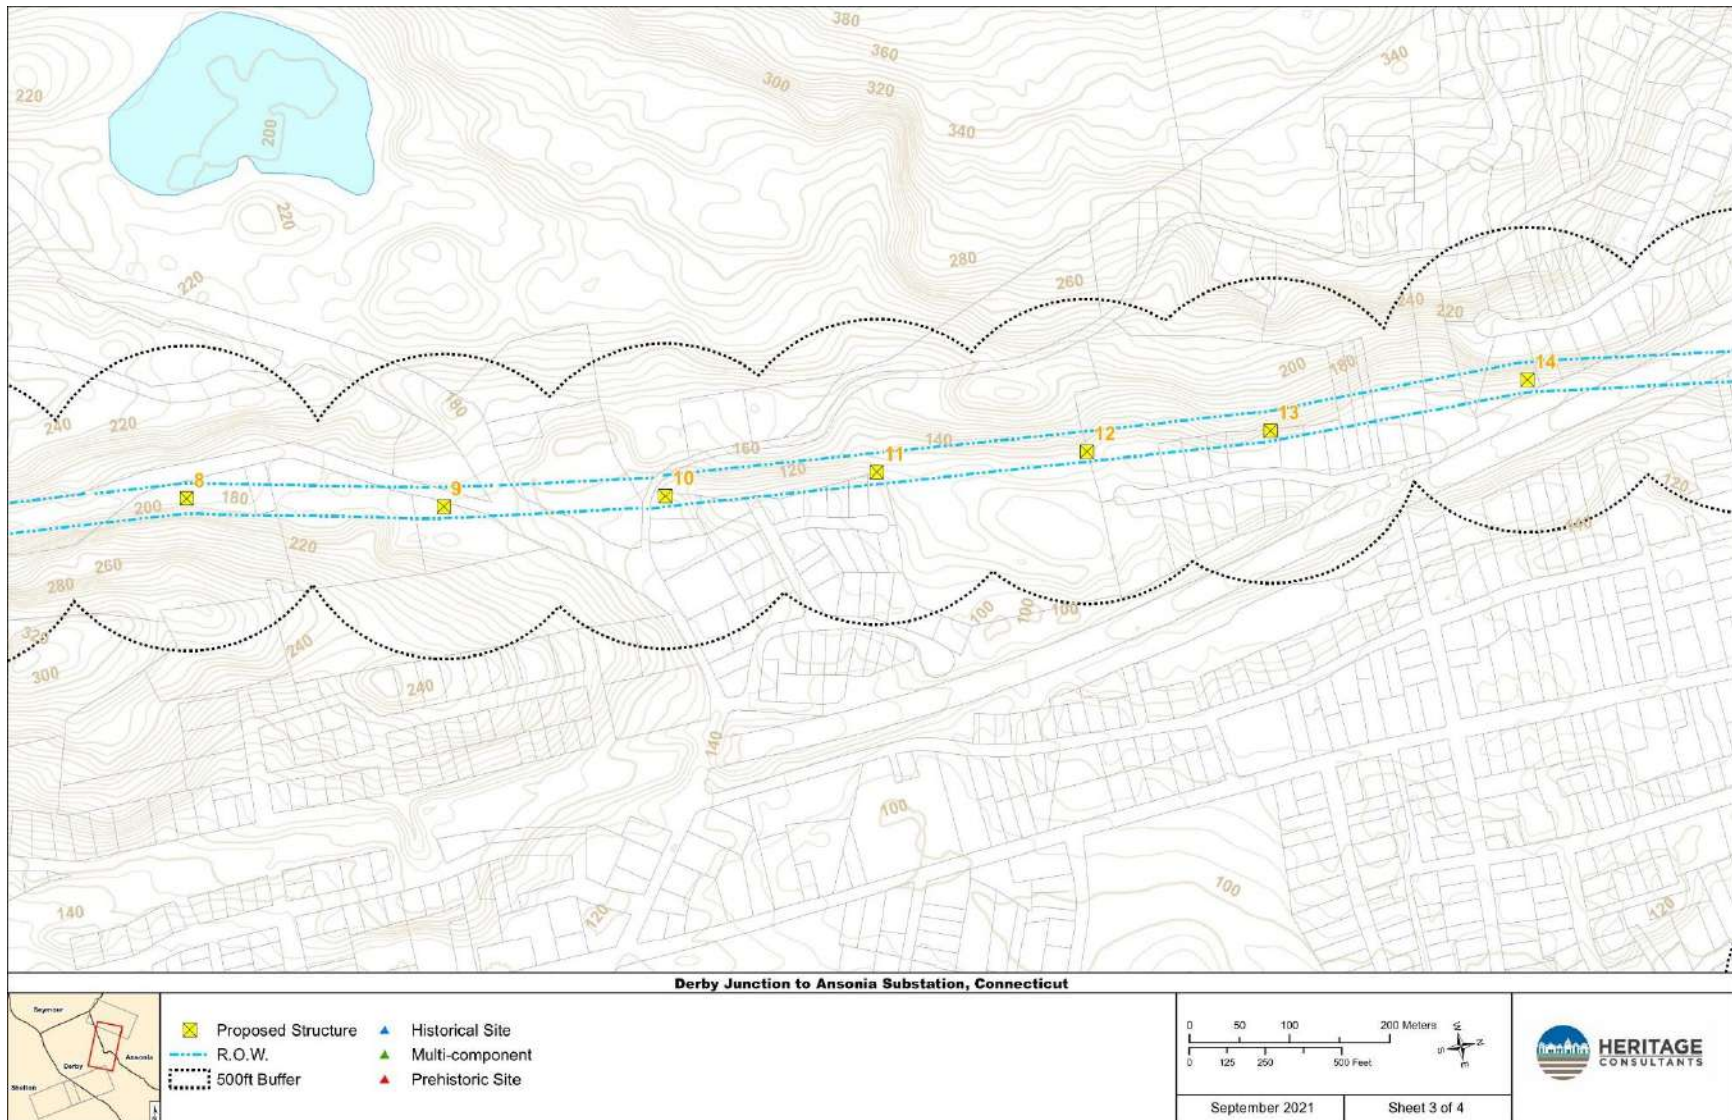 380
360
340
300
320
220
200
340
220
280
220
260
240
220
200
180
14
180
240
220
13
12
160
140
11
120
10
8
9
200
180
120
140
220
260
280
100
100
100
320
240
300
240
140
100
100
140
120
120
Derby Junction to Ansonia Substation, Connecticut
Seymour
Ansonia
Derby
Shelton
Proposed Structure
R.O.W.
500ft Buffer
Historical Site
Multi-component
Prehistoric Site
0 50 100 200 Meters
0 125 250 500 Feet
W
N
S
E
September 2021
Sheet 3 of 4
HERITAGE
CONSULTANTS